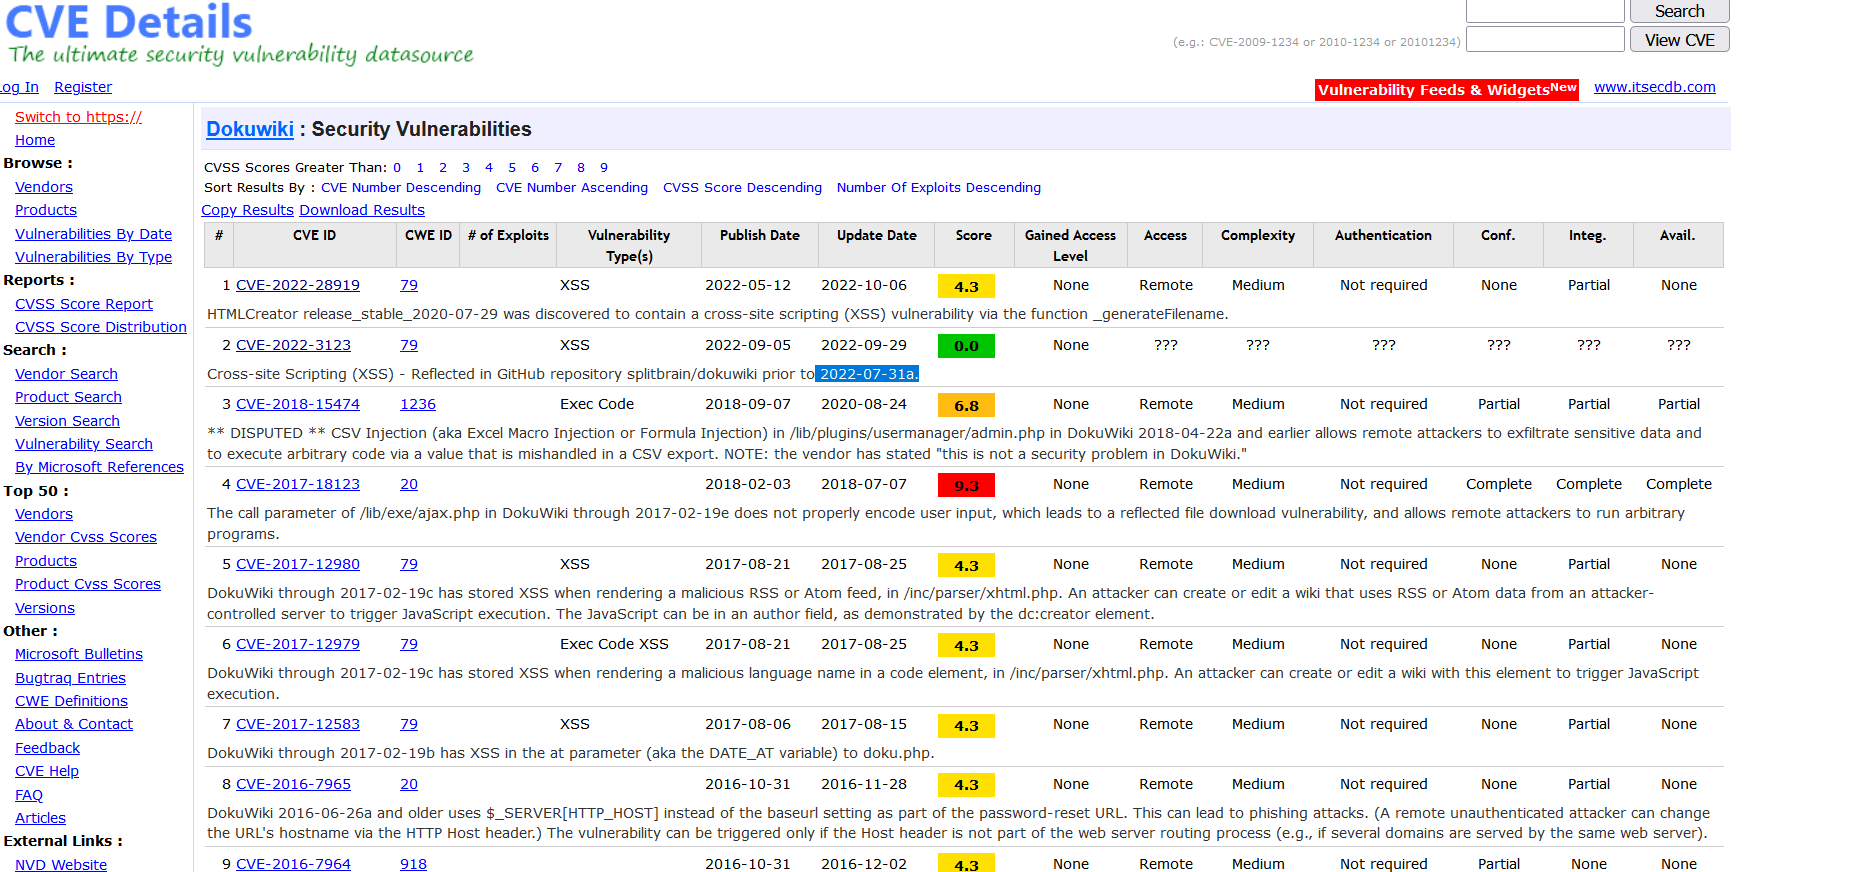 CVE Details
The ultimate security vulnerability datasource
Search
(e.g.: CVE-2009-1234 or 2010-1234 or 20101234)
View CVE
og In Register
Vulnerability Feeds & WidgetsNew www.itsecdb.com
Switch to https://
Home
Browse :
Vendors
Products
Vulnerabilities By Date
Vulnerabilities By Type
Reports :
CVSS Score Report
CVSS Score Distribution
Search :
Vendor Search
Product Search
Version Search
Vulnerability Search
By Microsoft References
Top 50 :
Vendors
Vendor Cvss Scores
Products
Product Cvss Scores
Versions
Other :
Microsoft Bulletins
Bugtraq Entries
CWE Definitions
About & Contact
Feedback
CVE Help
FAQ
Articles
External Links :
NVD Website
Dokuwiki : Security Vulnerabilities
CVSS Scores Greater Than: 0 1 2 3 4 5 6 7 8 9
Sort Results By : CVE Number Descending CVE Number Ascending CVSS Score Descending Number Of Exploits Descending
Copy Results Download Results
# CVE ID CWE ID # of Exploits Vulnerability Type(s) Publish Date Update Date Score Gained Access Level Access Complexity Authentication Conf. Integ. Avail.
1 CVE-2022-28919 79 XSS 2022-05-12 2022-10-06 4.3 None Remote Medium Not required None Partial None
HTMLCreator release_stable_2020-07-29 was discovered to contain a cross-site scripting (XSS) vulnerability via the function _generateFilename.
2 CVE-2022-3123 79 XSS 2022-09-05 2022-09-29 0.0 None ??? ??? ??? ??? ??? ???
Cross-site Scripting (XSS) - Reflected in GitHub repository splitbrain/dokuwiki prior to 2022-07-31a.
3 CVE-2018-15474 1236 Exec Code 2018-09-07 2020-08-24 6.8 None Remote Medium Not required Partial Partial Partial
** DISPUTED ** CSV Injection (aka Excel Macro Injection or Formula Injection) in /lib/plugins/usermanager/admin.php in DokuWiki 2018-04-22a and earlier allows remote attackers to exfiltrate sensitive data and
to execute arbitrary code via a value that is mishandled in a CSV export. NOTE: the vendor has stated "this is not a security problem in DokuWiki."
4 CVE-2017-18123 20 2018-02-03 2018-07-07 9.3 None Remote Medium Not required Complete Complete Complete
The call parameter of /lib/exe/ajax.php in DokuWiki through 2017-02-19e does not properly encode user input, which leads to a reflected file download vulnerability, and allows remote attackers to run arbitrary
programs.
5 CVE-2017-12980 79 XSS 2017-08-21 2017-08-25 4.3 None Remote Medium Not required None Partial None
DokuWiki through 2017-02-19c has stored XSS when rendering a malicious RSS or Atom feed, in /inc/parser/xhtml.php. An attacker can create or edit a wiki that uses RSS or Atom data from an attacker-
controlled server to trigger JavaScript execution. The JavaScript can be in an author field, as demonstrated by the dc:creator element.
6 CVE-2017-12979 79 Exec Code XSS 2017-08-21 2017-08-25 4.3 None Remote Medium Not required None Partial None
DokuWiki through 2017-02-19c has stored XSS when rendering a malicious language name in a code element, in /inc/parser/xhtml.php. An attacker can create or edit a wiki with this element to trigger JavaScript
execution.
7 CVE-2017-12583 79 XSS 2017-08-06 2017-08-15 4.3 None Remote Medium Not required None Partial None
DokuWiki through 2017-02-19b has XSS in the at parameter (aka the DATE_AT variable) to doku.php.
8 CVE-2016-7965 20 2016-10-31 2016-11-28 4.3 None Remote Medium Not required None Partial None
DokuWiki 2016-06-26a and older uses $_SERVER[HTTP_HOST] instead of the baseurl setting as part of the password-reset URL. This can lead to phishing attacks. (A remote unauthenticated attacker can change
the URL's hostname via the HTTP Host header.) The vulnerability can be triggered only if the Host header is not part of the web server routing process (e.g., if several domains are served by the same web server).
9 CVE-2016-7964 918 2016-10-31 2016-12-02 4.3 None Remote Medium Not required Partial None None